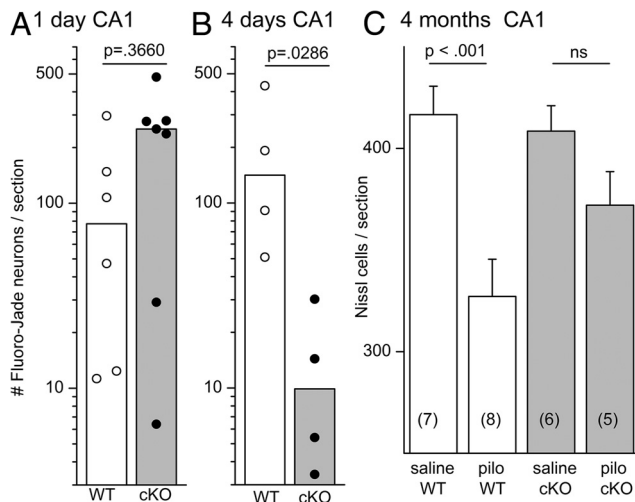 A 1 day CA1
p=.3660
500
100
10
# Fluoro-Jade neurons / section
WT cKO
B 4 days CA1
p=.0286
500
100
10
WT cKO
C 4 months CA1
p < .001
ns
400
300
Nissl cells / section
(7) (8) (6) (5)
saline pilo saline pilo
WT WT cKO cKO